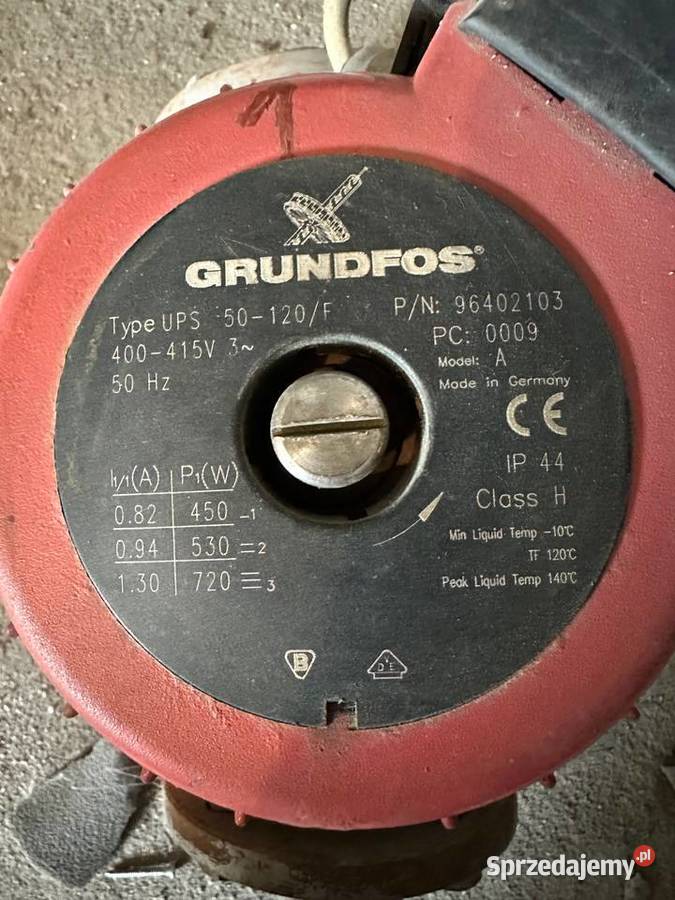 1
GRUNDFOS®
Type UPS 50-120/F
400-415V 3~
50 Hz
P/N: 96402103
PC: 0009
Model: A
Made in Germany
CE
IP 44
Class H
Min Liquid Temp -10°C
TF 120°C
Peak Liquid Temp 140°C
I1/1(A) P1(W)
0.82 450 1
0.94 530 2
1.30 720 3
B
VDE
Sprzedajemy.pl